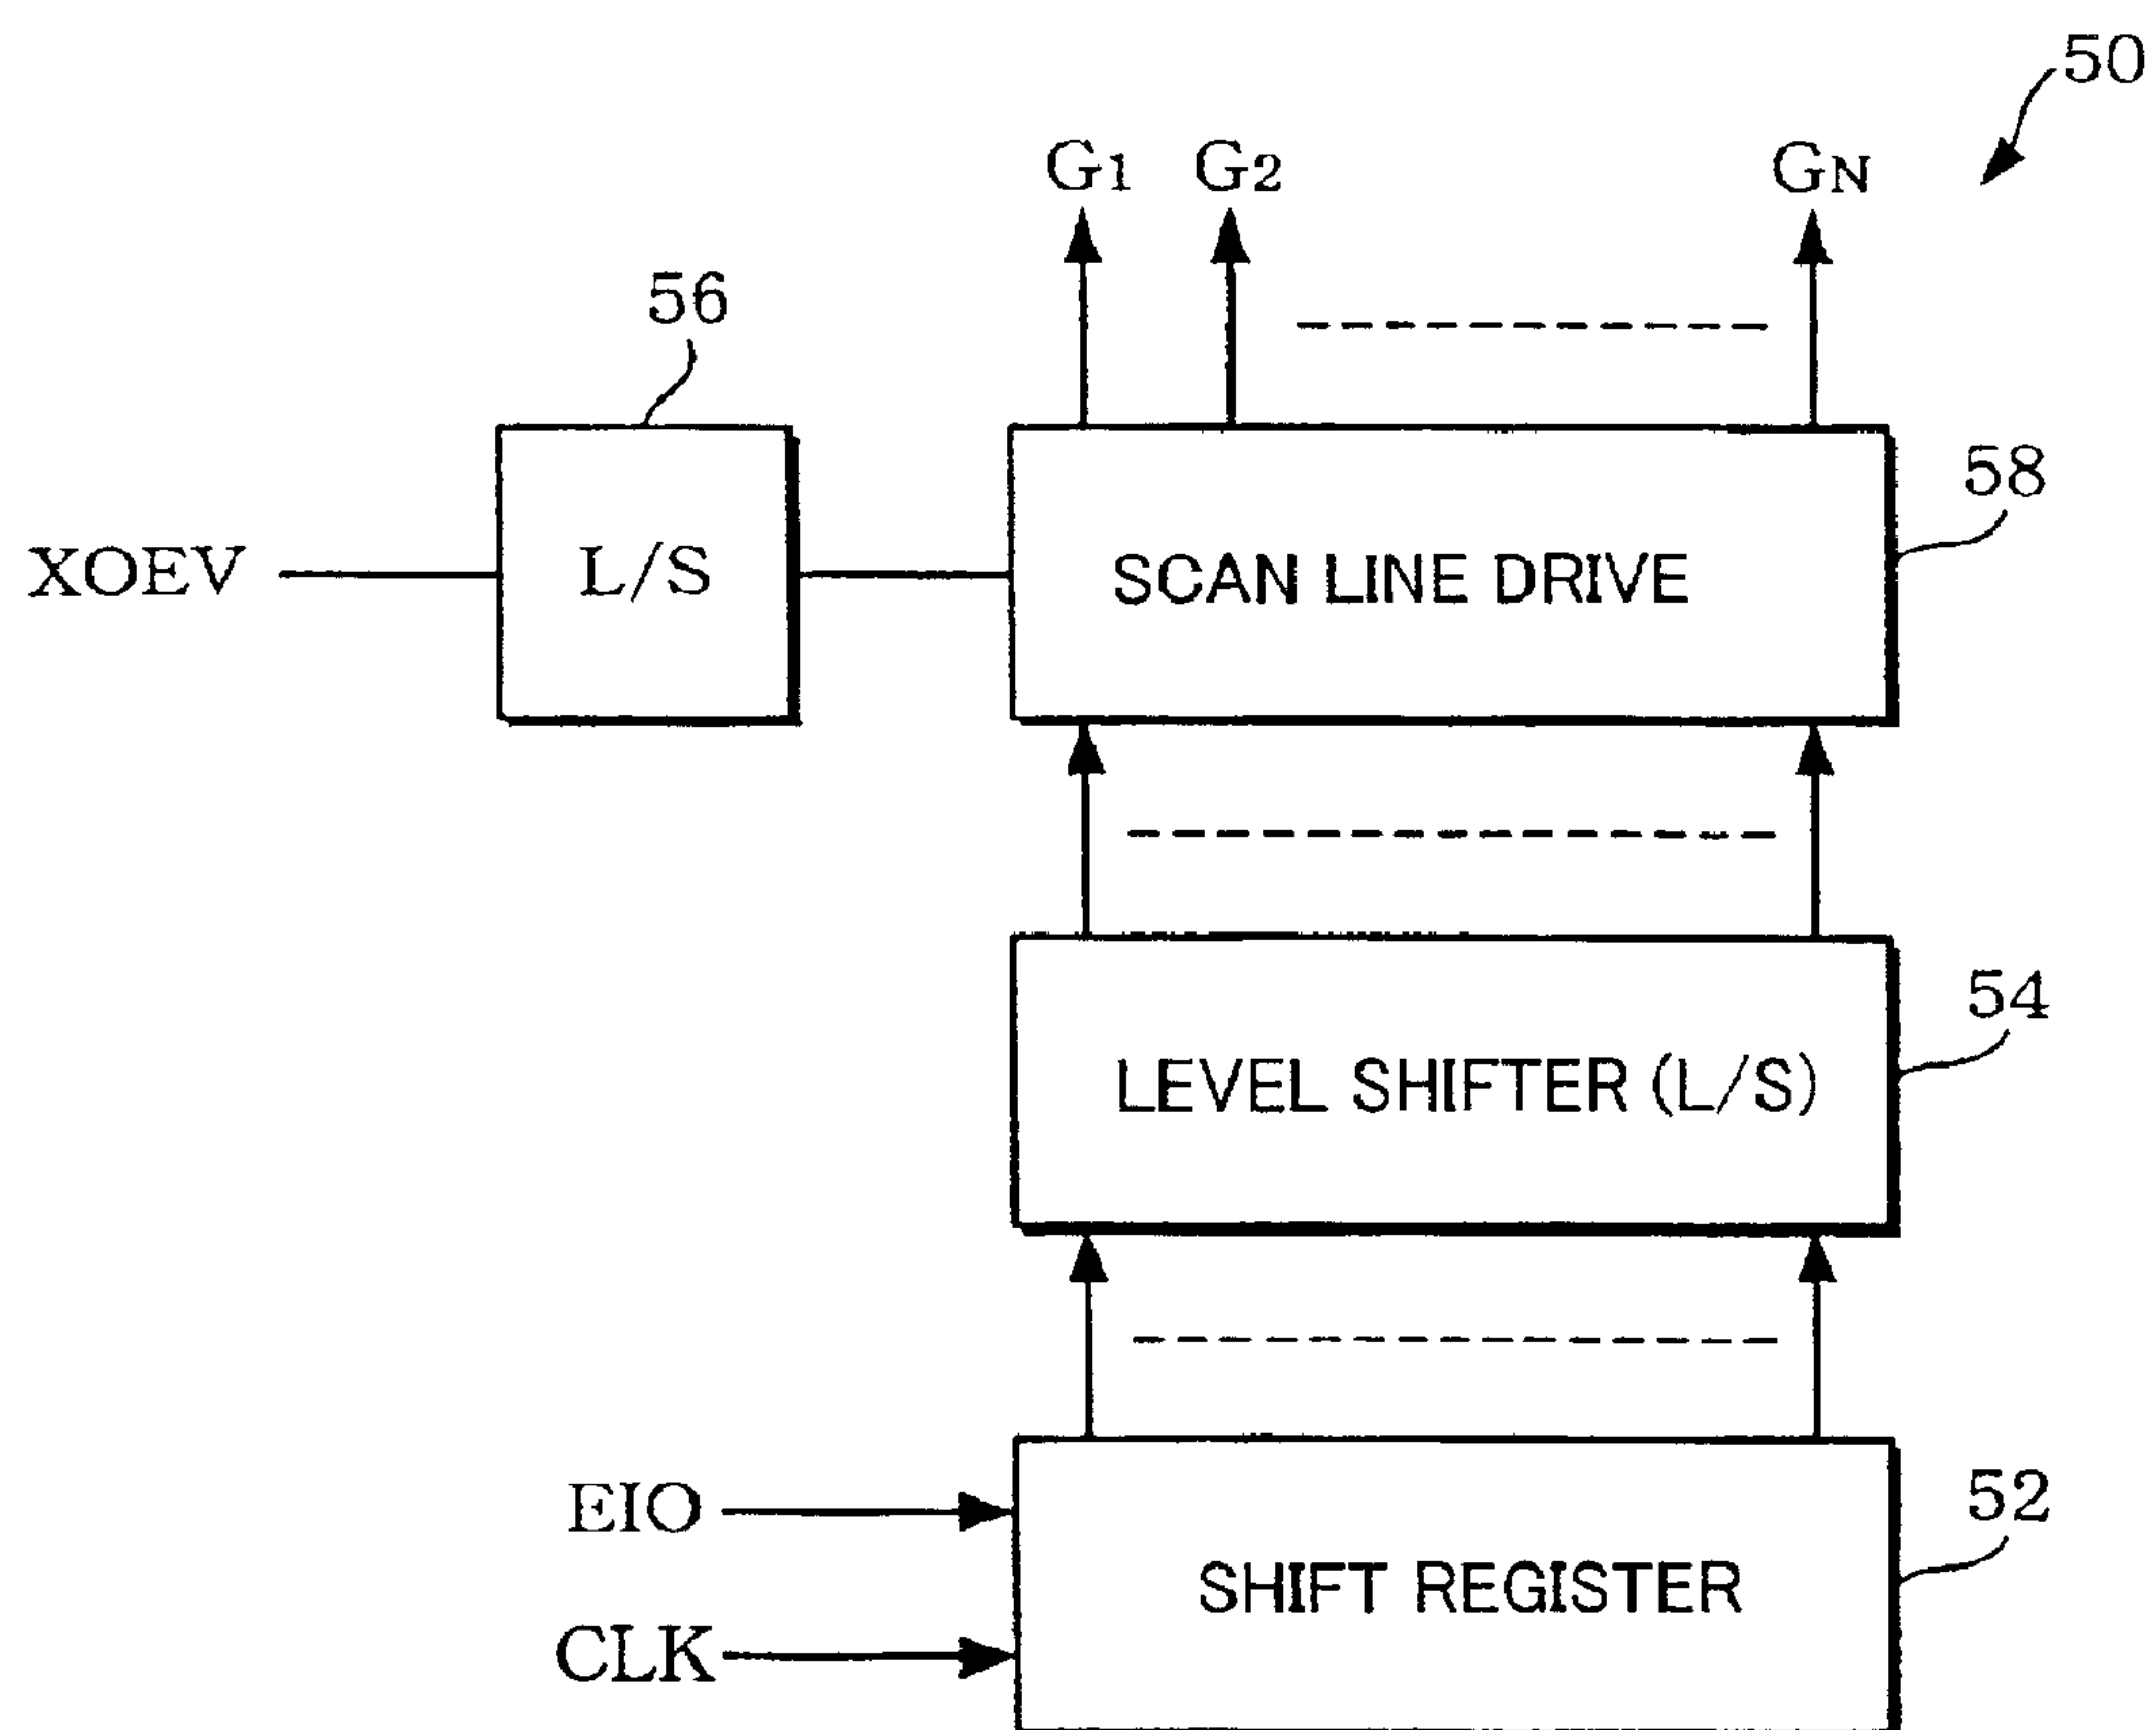 50
G1 G2 GN
56
58
XOEV L/S SCAN LINE DRIVE
54
LEVEL SHIFTER (L/S)
52
EIO
SHIFT REGISTER
CLK